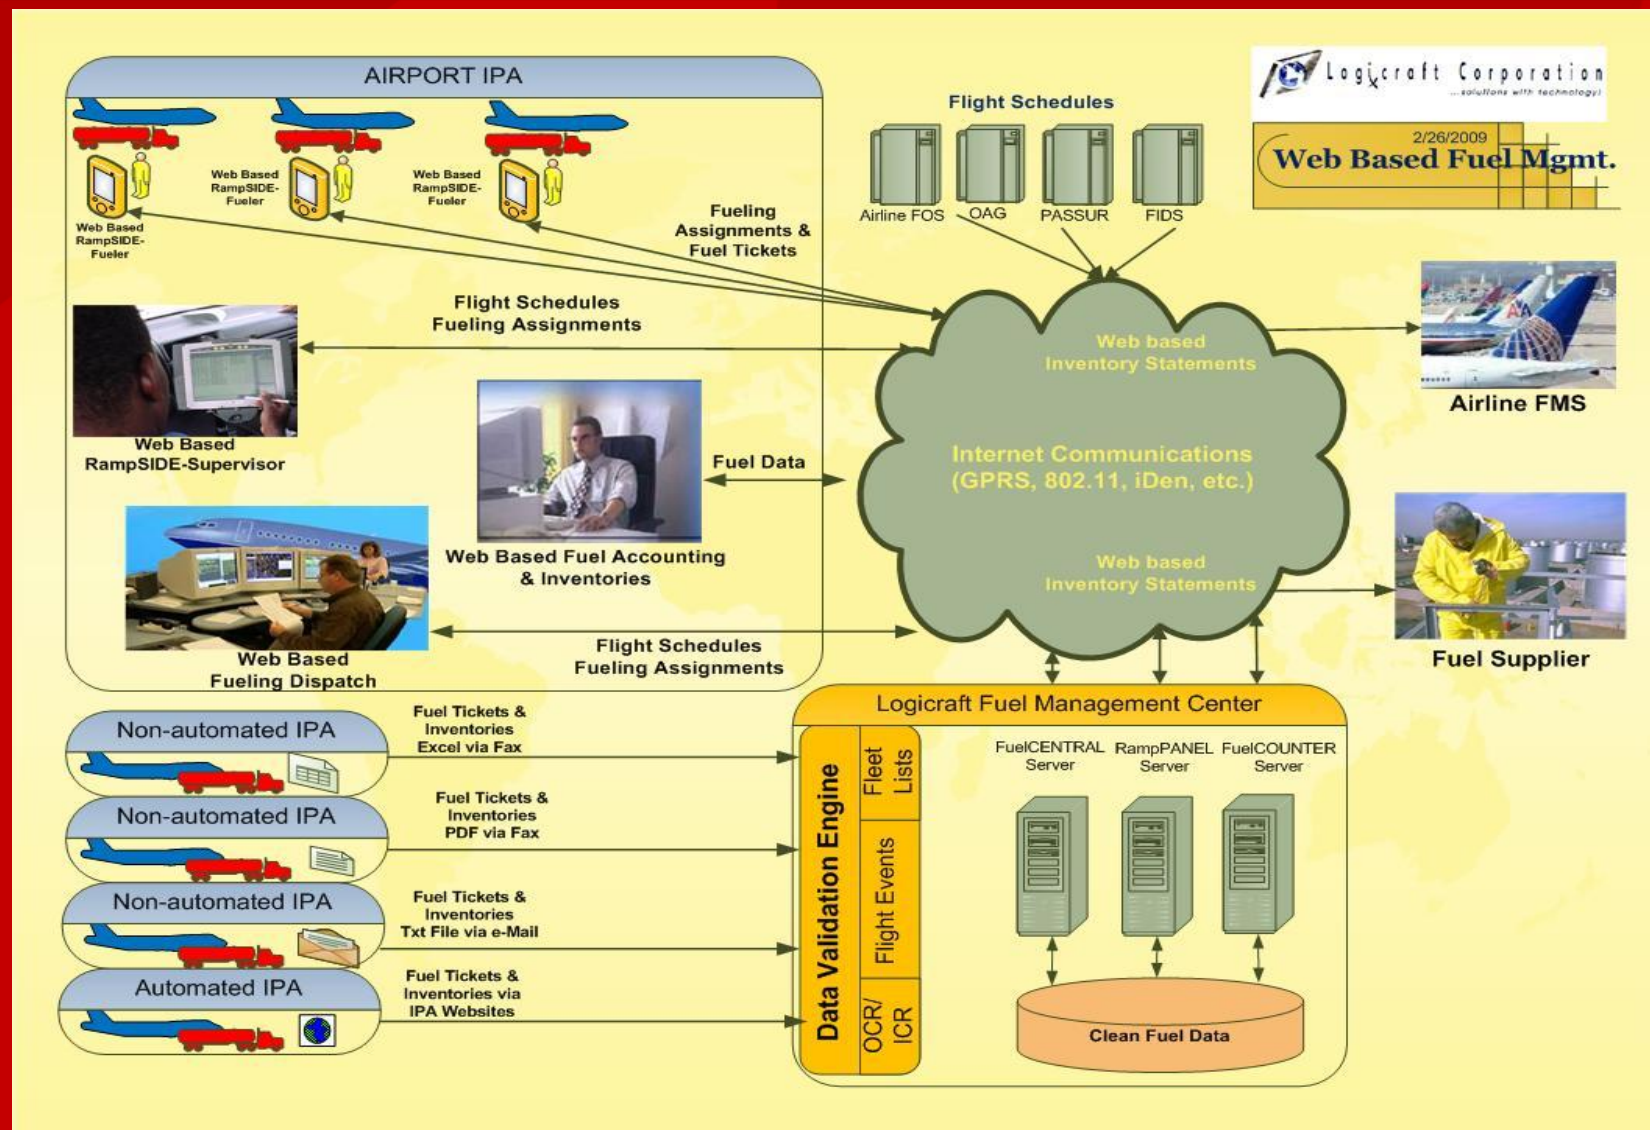 AIRPORT IPA
Web Based
RampSIDE-
Fueler
Web Based
RampSIDE-
Fueler
Web Based
RampSIDE-
Fueler
Fueling
Assignments &
Fuel Tickets
Flight Schedules
Fueling Assignments
Web Based
RampSIDE-Supervisor
Fuel Data
Web Based Fuel Accounting
& Inventories
Web Based
Fueling Dispatch
Flight Schedules
Fueling Assignments
Flight Schedules
Airline FOS
OAG
PASSUR
FIDS
Logicraft Corporation
x
...solutions with technology!
2/26/2009
Web Based Fuel Mgmt.
Web based
Inventory Statements
Internet Communications
(GPRS, 802.11, iDen, etc.)
Web based
Inventory Statements
AA
Airline FMS
Fuel Supplier
Non-automated IPA
Fuel Tickets &
Inventories
Excel via Fax
Non-automated IPA
Fuel Tickets &
Inventories
PDF via Fax
Non-automated IPA
Fuel Tickets &
Inventories
Txt File via e-Mail
Automated IPA
Fuel Tickets &
Inventories via
IPA Websites
Logicraft Fuel Management Center
Data Validation Engine
Fleet
Lists
Flight Events
OCR/
ICR
FuelCENTRAL
Server
RampPANEL
Server
FuelCOUNTER
Server
Clean Fuel Data